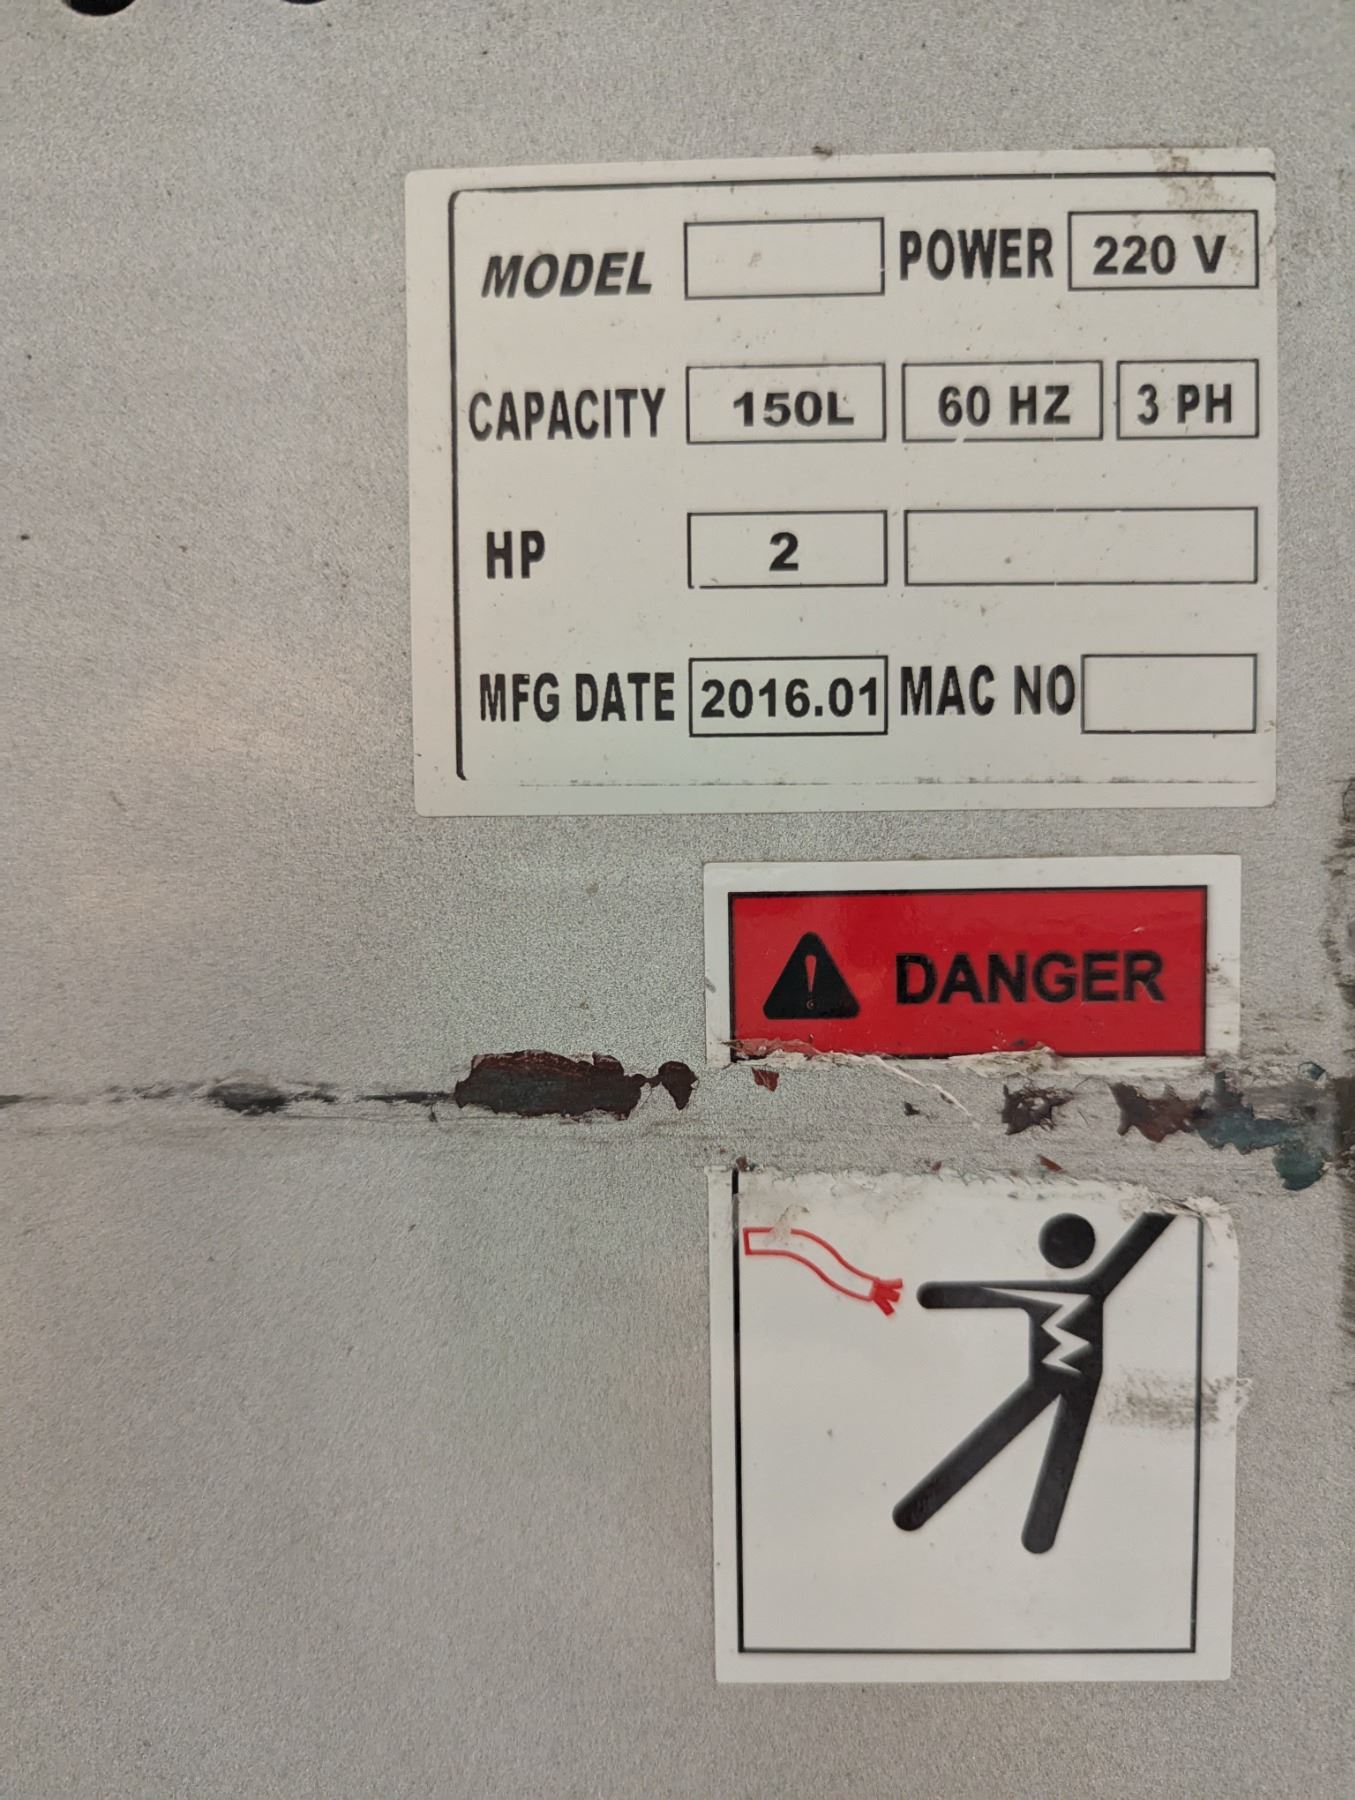 MODEL POWER 220 V
CAPACITY 150L 60 HZ 3 PH
HP 2
MFG DATE 2016.01 MAC NO
DANGER